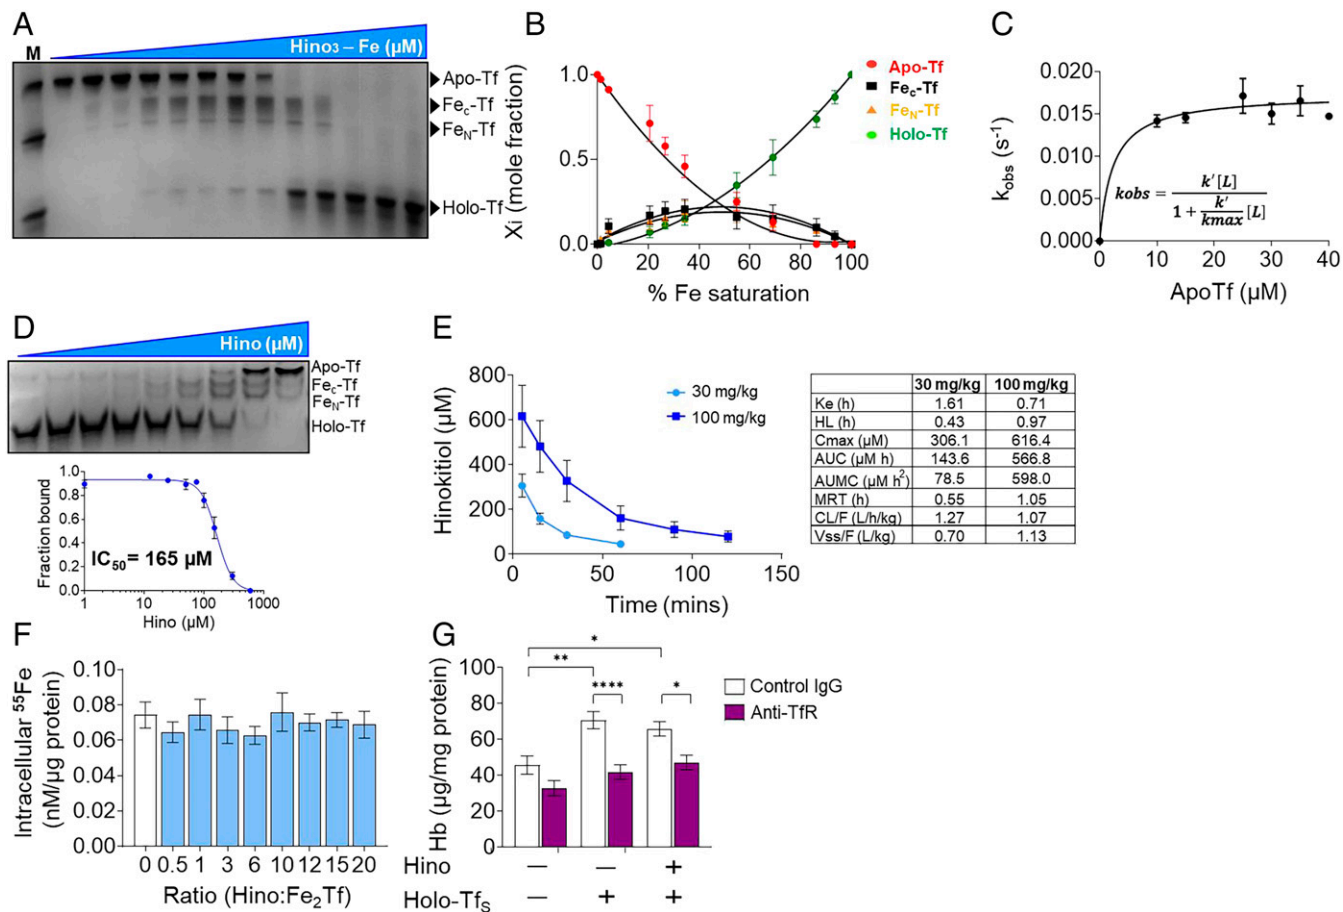 A
M
Hino₃ – Fe (µM)
Apo-Tf
Fec-Tf
FeN-Tf
Holo-Tf
B
Xi (mole fraction)
1.0
0.5
0.0
0 20 40 60 80 100
% Fe saturation
Apo-Tf
Fec-Tf
FeN-Tf
Holo-Tf
C
kobs (s⁻¹)
0.020
0.015
0.010
0.005
0.000
0 10 20 30 40
ApoTf (µM)
kobs = k'[L] / 1 + k'/kmax [L]
D
Hino (µM)
Apo-Tf
Fec-Tf
FeN-Tf
Holo-Tf
Fraction bound
1.0
0.8
0.6
0.4
0.2
0.0
IC₅₀= 165 µM
1 10 100 1000
Hino (µM)
E
Hinokitiol (µM)
800
600
400
200
0
0 50 100 150
Time (mins)
30 mg/kg
100 mg/kg
30 mg/kg 100 mg/kg
Ke (h) 1.61 0.71
HL (h) 0.43 0.97
Cmax (µM) 306.1 616.4
AUC (µM h) 143.6 566.8
AUMC (µM h²) 78.5 598.0
MRT (h) 0.55 1.05
CL/F (L/h/kg) 1.27 1.07
Vss/F (L/kg) 0.70 1.13
F
Intracellular ⁵⁵Fe
(nM/µg protein)
0.10
0.08
0.06
0.04
0.02
0.00
0 0.5 1 3 6 10 12 15 20
Ratio (Hino:Fe₂Tf)
G
Hb (µg/mg protein)
100
80
60
40
20
0
*
**
****
*
Control IgG
Anti-TfR
Hino — — +
Holo-Tfs — + +